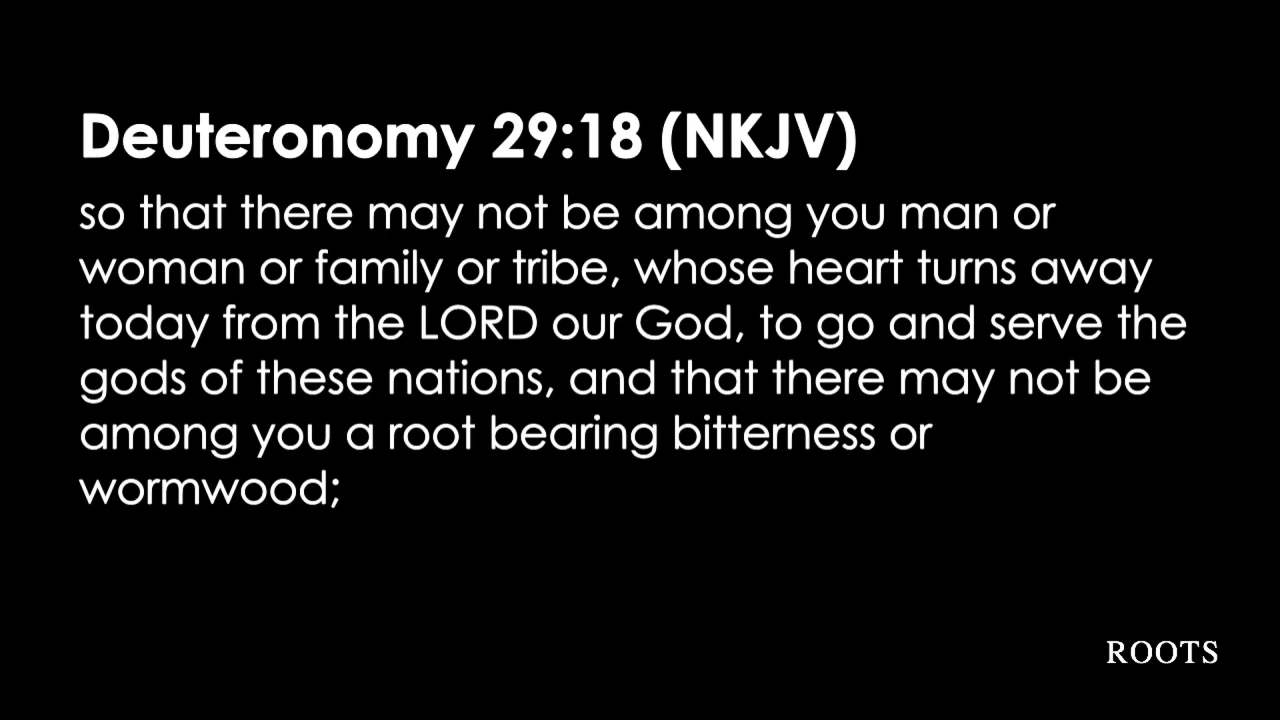 Deuteronomy 29:18 (NKJV)
so that there may not be among you man or
woman or family or tribe, whose heart turns away
today from the LORD our God, to go and serve the
gods of these nations, and that there may not be
among you a root bearing bitterness or
wormwood;
ROOTS